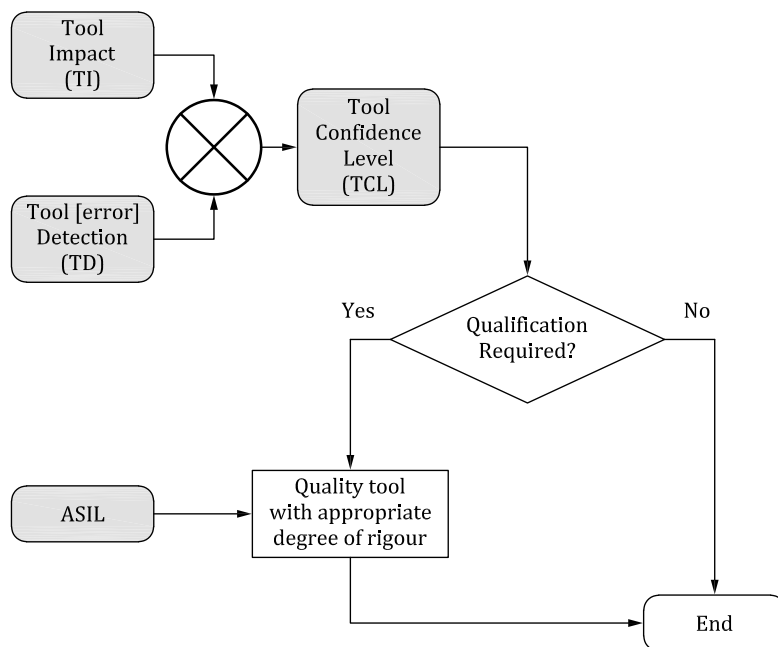 Tool
Impact
(TI)
Tool
Confidence
Level
(TCL)
Tool [error]
Detection
(TD)
Yes
No
Qualification
Required?
ASIL
Quality tool
with appropriate
degree of rigour
End